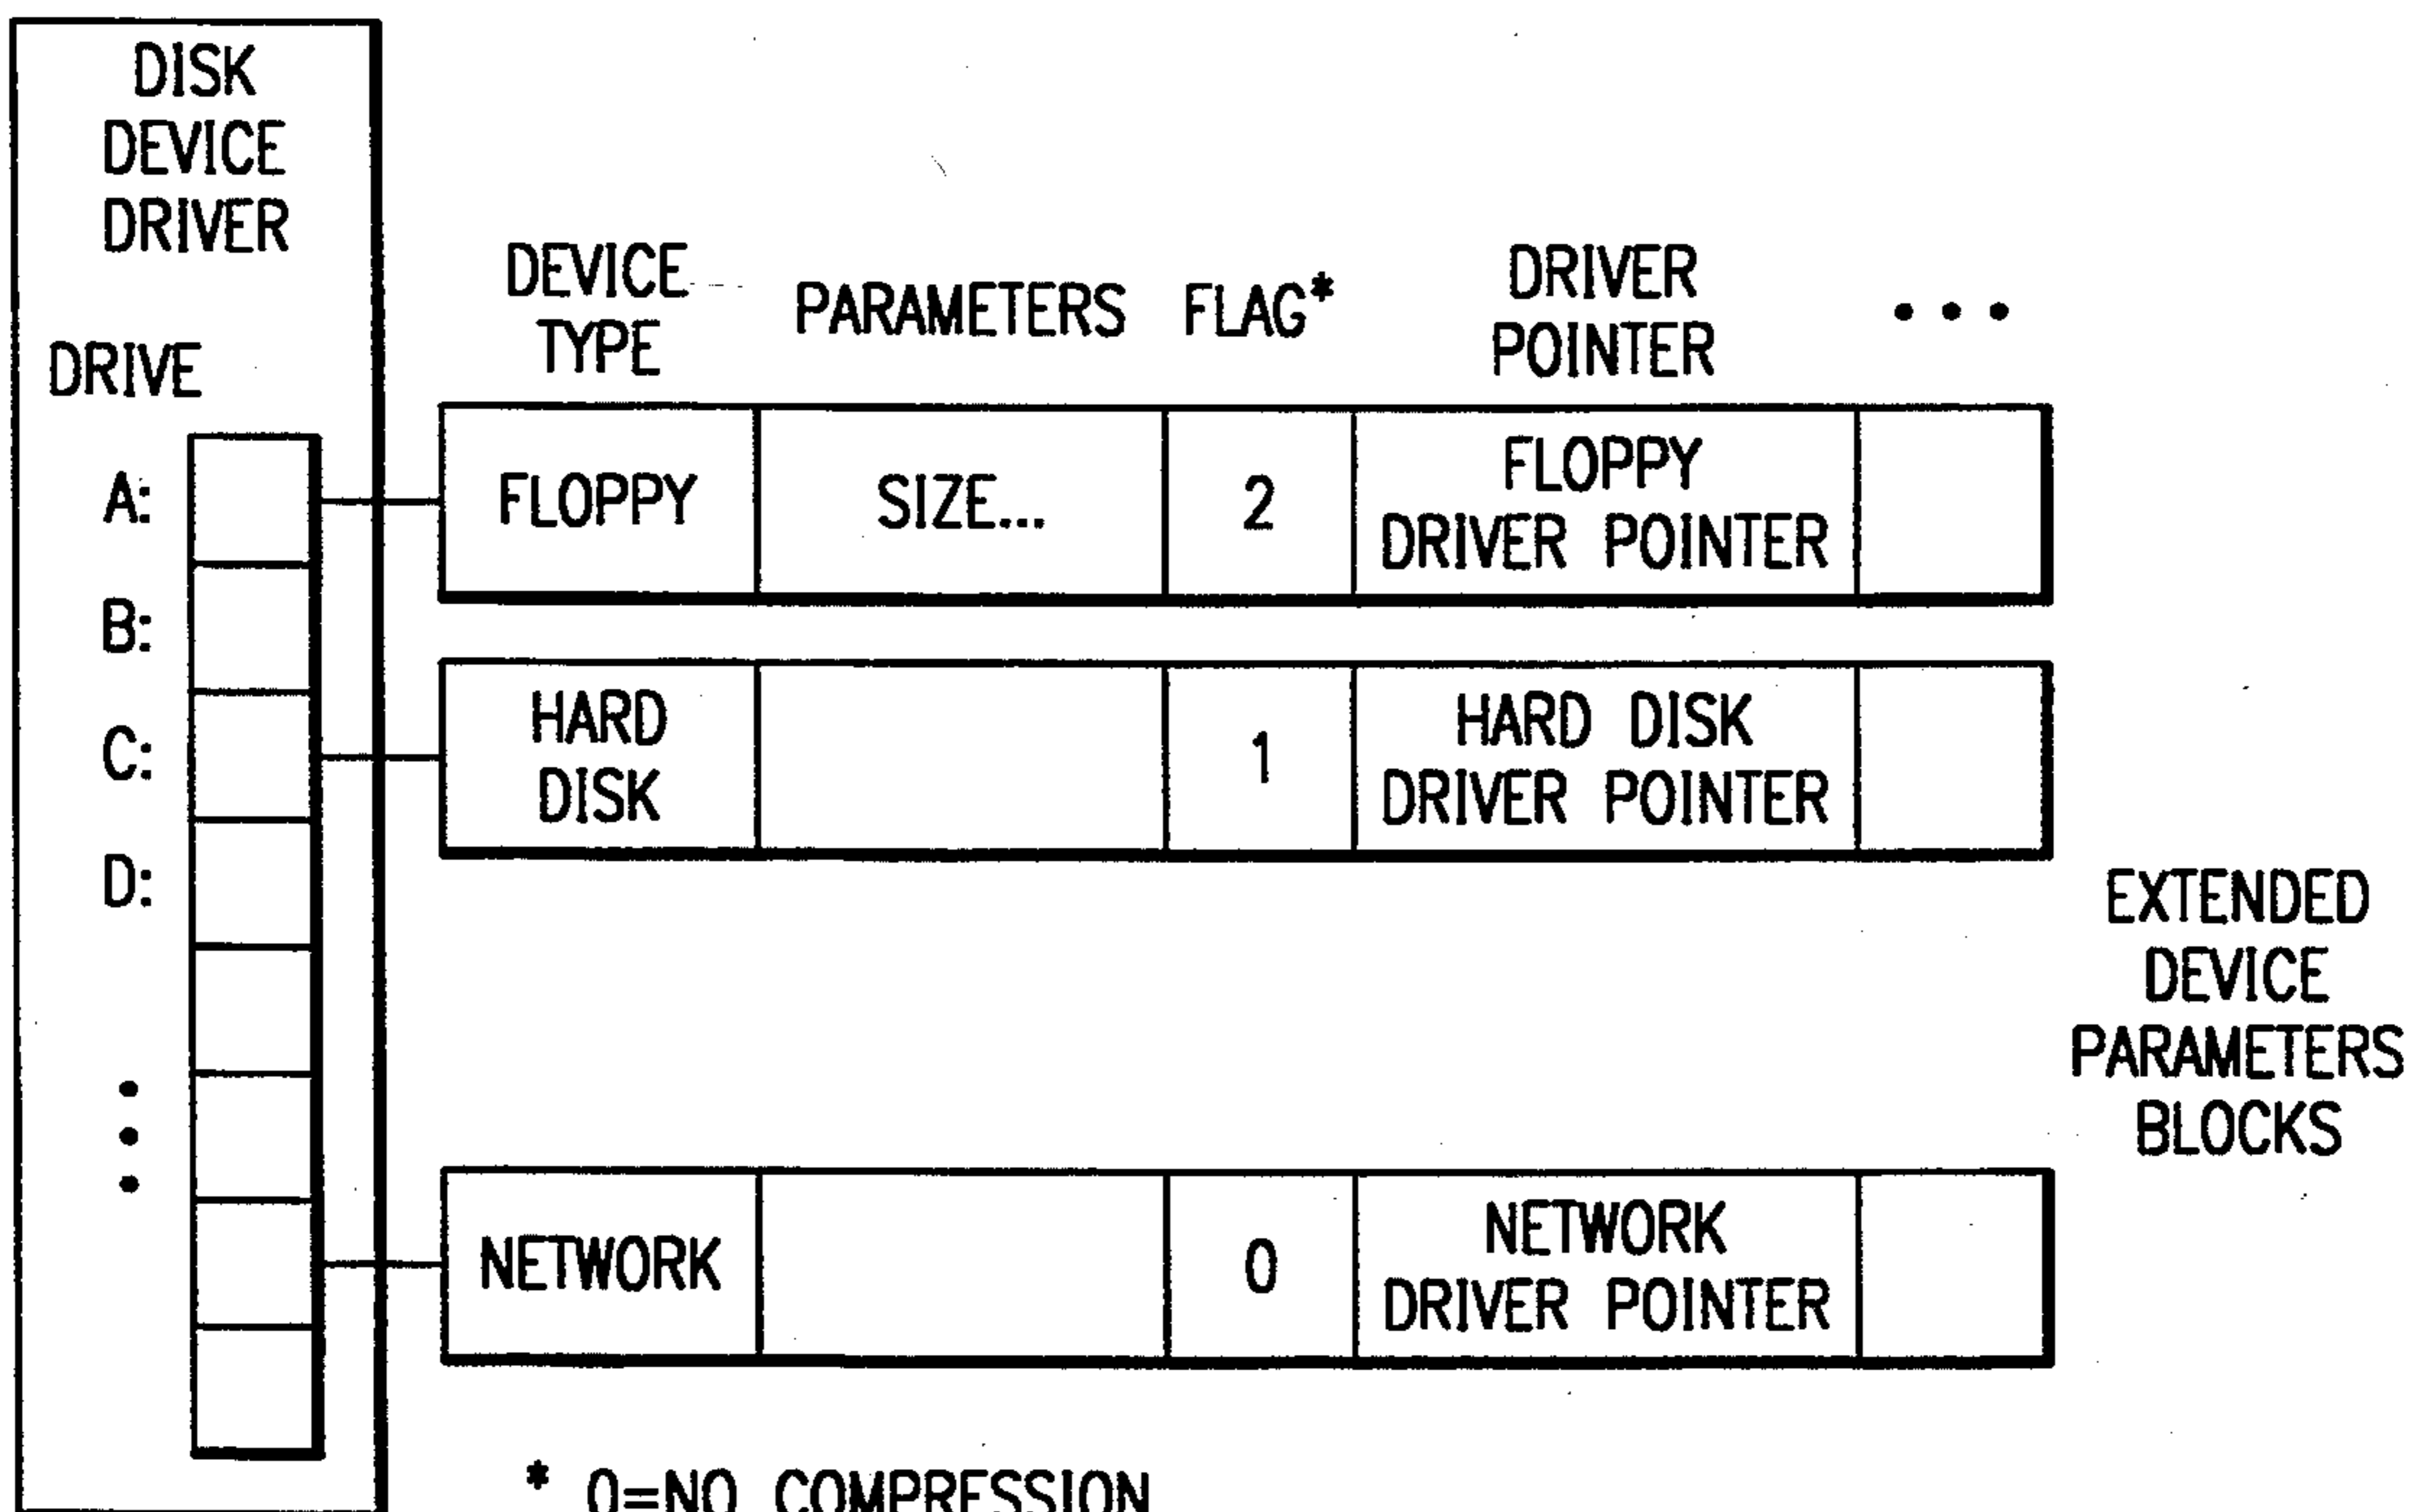 DISK
DEVICE
DRIVER
DRIVE
A:
B:
C:
D:
DEVICE
TYPE
PARAMETERS
FLAG*
DRIVER
POINTER
• • •
FLOPPY
SIZE...
2
FLOPPY
DRIVER POINTER
HARD
DISK
1
HARD DISK
DRIVER POINTER
NETWORK
0
NETWORK
DRIVER POINTER
EXTENDED
DEVICE
PARAMETERS
BLOCKS
* 0=NO COMPRESSION